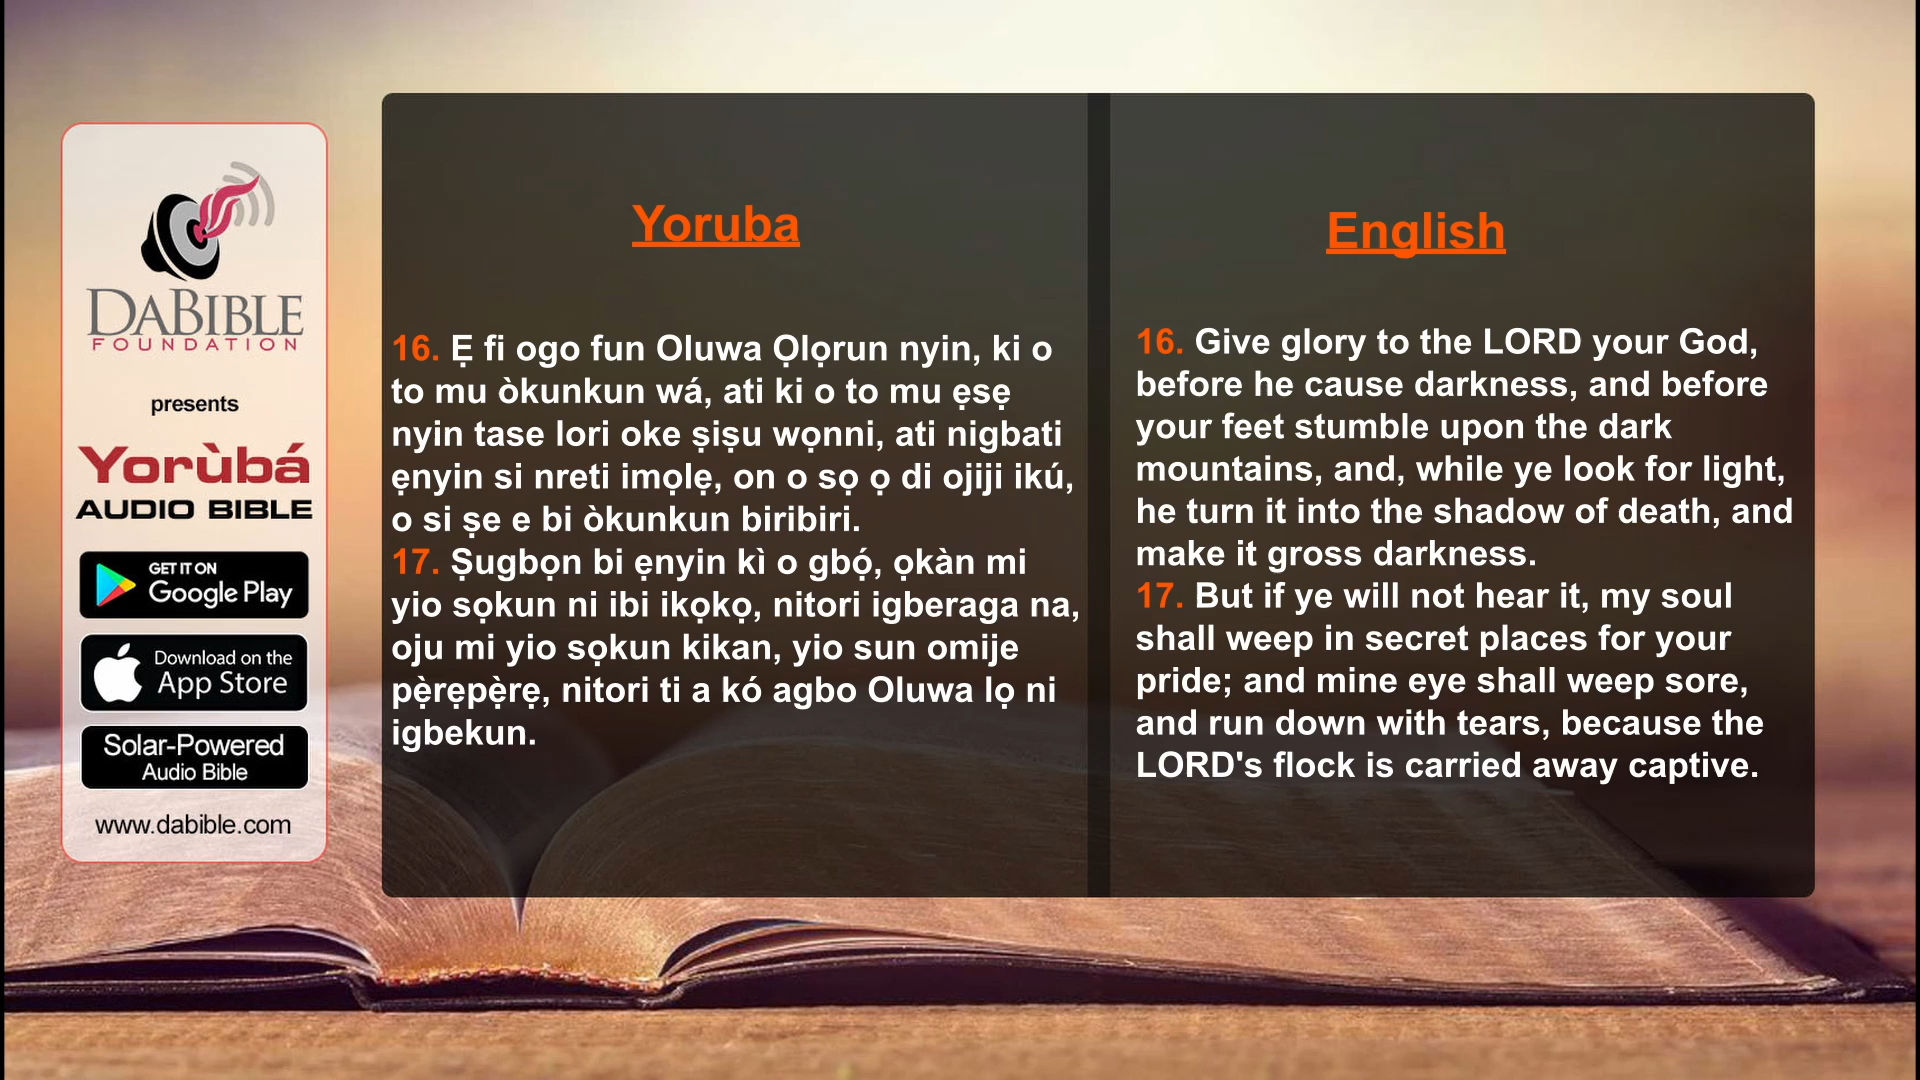 DABIBLE
FOUNDATION
presents
Yorùbá
AUDIO BIBLE
GET IT ON
Google Play
Download on the
App Store
Solar-Powered
Audio Bible
www.dabible.com
Yoruba
16. Ẹ fi ogo fun Oluwa Ọlọrun nyin, ki o
to mu òkunkun wá, ati ki o to mu ẹsẹ
nyin tase lori oke ṣiṣu wọnni, ati nigbati
ẹnyin si nreti imọlẹ, on o sọ ọ di ojiji ikú,
o si ṣe e bi òkunkun biribiri.
17. Ṣugbọn bi ẹnyin kì o gbọ́, ọkàn mi
yio sọkun ni ibi ikọkọ, nitori igberaga na,
oju mi yio sọkun kikan, yio sun omije
pẹ̀rẹpẹ̀rẹ, nitori ti a kó agbo Oluwa lọ ni
igbekun.
English
16. Give glory to the LORD your God,
before he cause darkness, and before
your feet stumble upon the dark
mountains, and, while ye look for light,
he turn it into the shadow of death, and
make it gross darkness.
17. But if ye will not hear it, my soul
shall weep in secret places for your
pride; and mine eye shall weep sore,
and run down with tears, because the
LORD's flock is carried away captive.